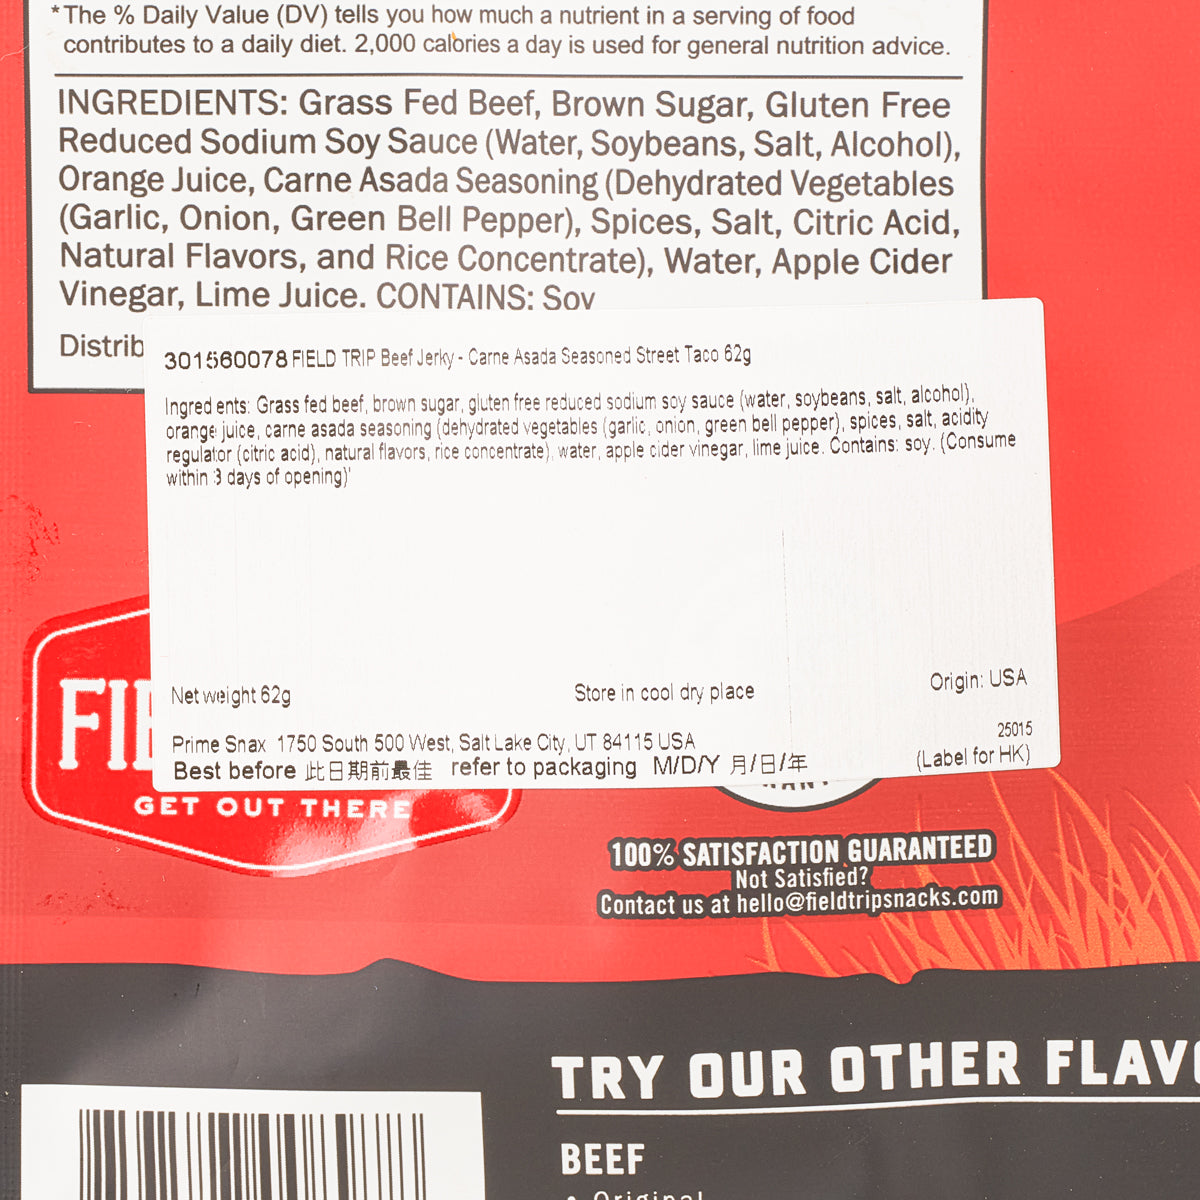 *The % Daily Value (DV) tells you how much a nutrient in a serving of food
contributes to a daily diet. 2,000 calories a day is used for general nutrition advice.
INGREDIENTS: Grass Fed Beef, Brown Sugar, Gluten Free
Reduced Sodium Soy Sauce (Water, Soybeans, Salt, Alcohol),
Orange Juice, Carne Asada Seasoning (Dehydrated Vegetables
(Garlic, Onion, Green Bell Pepper), Spices, Salt, Citric Acid,
Natural Flavors, and Rice Concentrate), Water, Apple Cider
Vinegar, Lime Juice. CONTAINS: Soy
Distrib
301560078 FIELD TRIP Beef Jerky - Carne Asada Seasoned Street Taco 62g
Ingred ents: Grass fed beef, brown sugar, gluten free reduced sodium soy sauce (water, soybeans, salt, alcohol),
orange juice, carne asada seasoning (dehydrated vegetables (garlic, onion, green bell pepper), spices, salt, acidity
regulator (citric acid), natural flavors, rice concentrate), water, apple cider vinegar, lime juice. Contains: soy. (Consume
within 3 days of opening)'
Net weight 62g Store in cool dry place Origin: USA
Prime Snax 1750 South 500 West, Salt Lake City, UT 84115 USA 25015
Best before 此日期前最佳 refer to packaging M/D/Y 月/日/年 (Label for HK)
FIE
GET OUT THERE
100% SATISFACTION GUARANTEED
Not Satisfied?
Contact us at hello@fieldtripsnacks.com
TRY OUR OTHER FLAV
BEEF
• Original